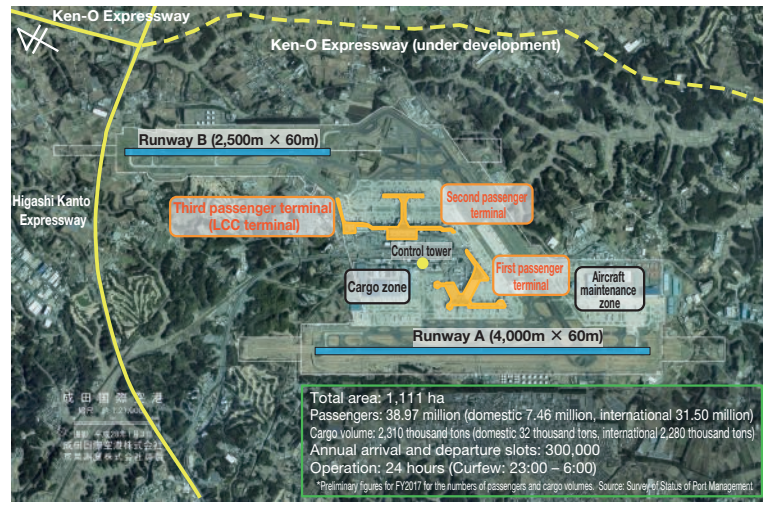 Ken-O Expressway
Ken-O Expressway (under development)
Runway B (2,500m × 60m)
Higashi Kanto
Expressway
Third passenger terminal
(LCC terminal)
Second passenger
terminal
Control tower
Cargo zone
First passenger
terminal
Aircraft
maintenance
zone
Runway A (4,000m × 60m)
成田国際空港
Total area: 1,111 ha
Passengers: 38.97 million (domestic 7.46 million, international 31.50 million)
Cargo volume: 2,310 thousand tons (domestic 32 thousand tons, international 2,280 thousand tons)
Annual arrival and departure slots: 300,000
Operation: 24 hours (Curfew: 23:00 – 6:00)
*Preliminary figures for FY2017 for the numbers of passengers and cargo volumes. Source: Survey of Status of Port Management